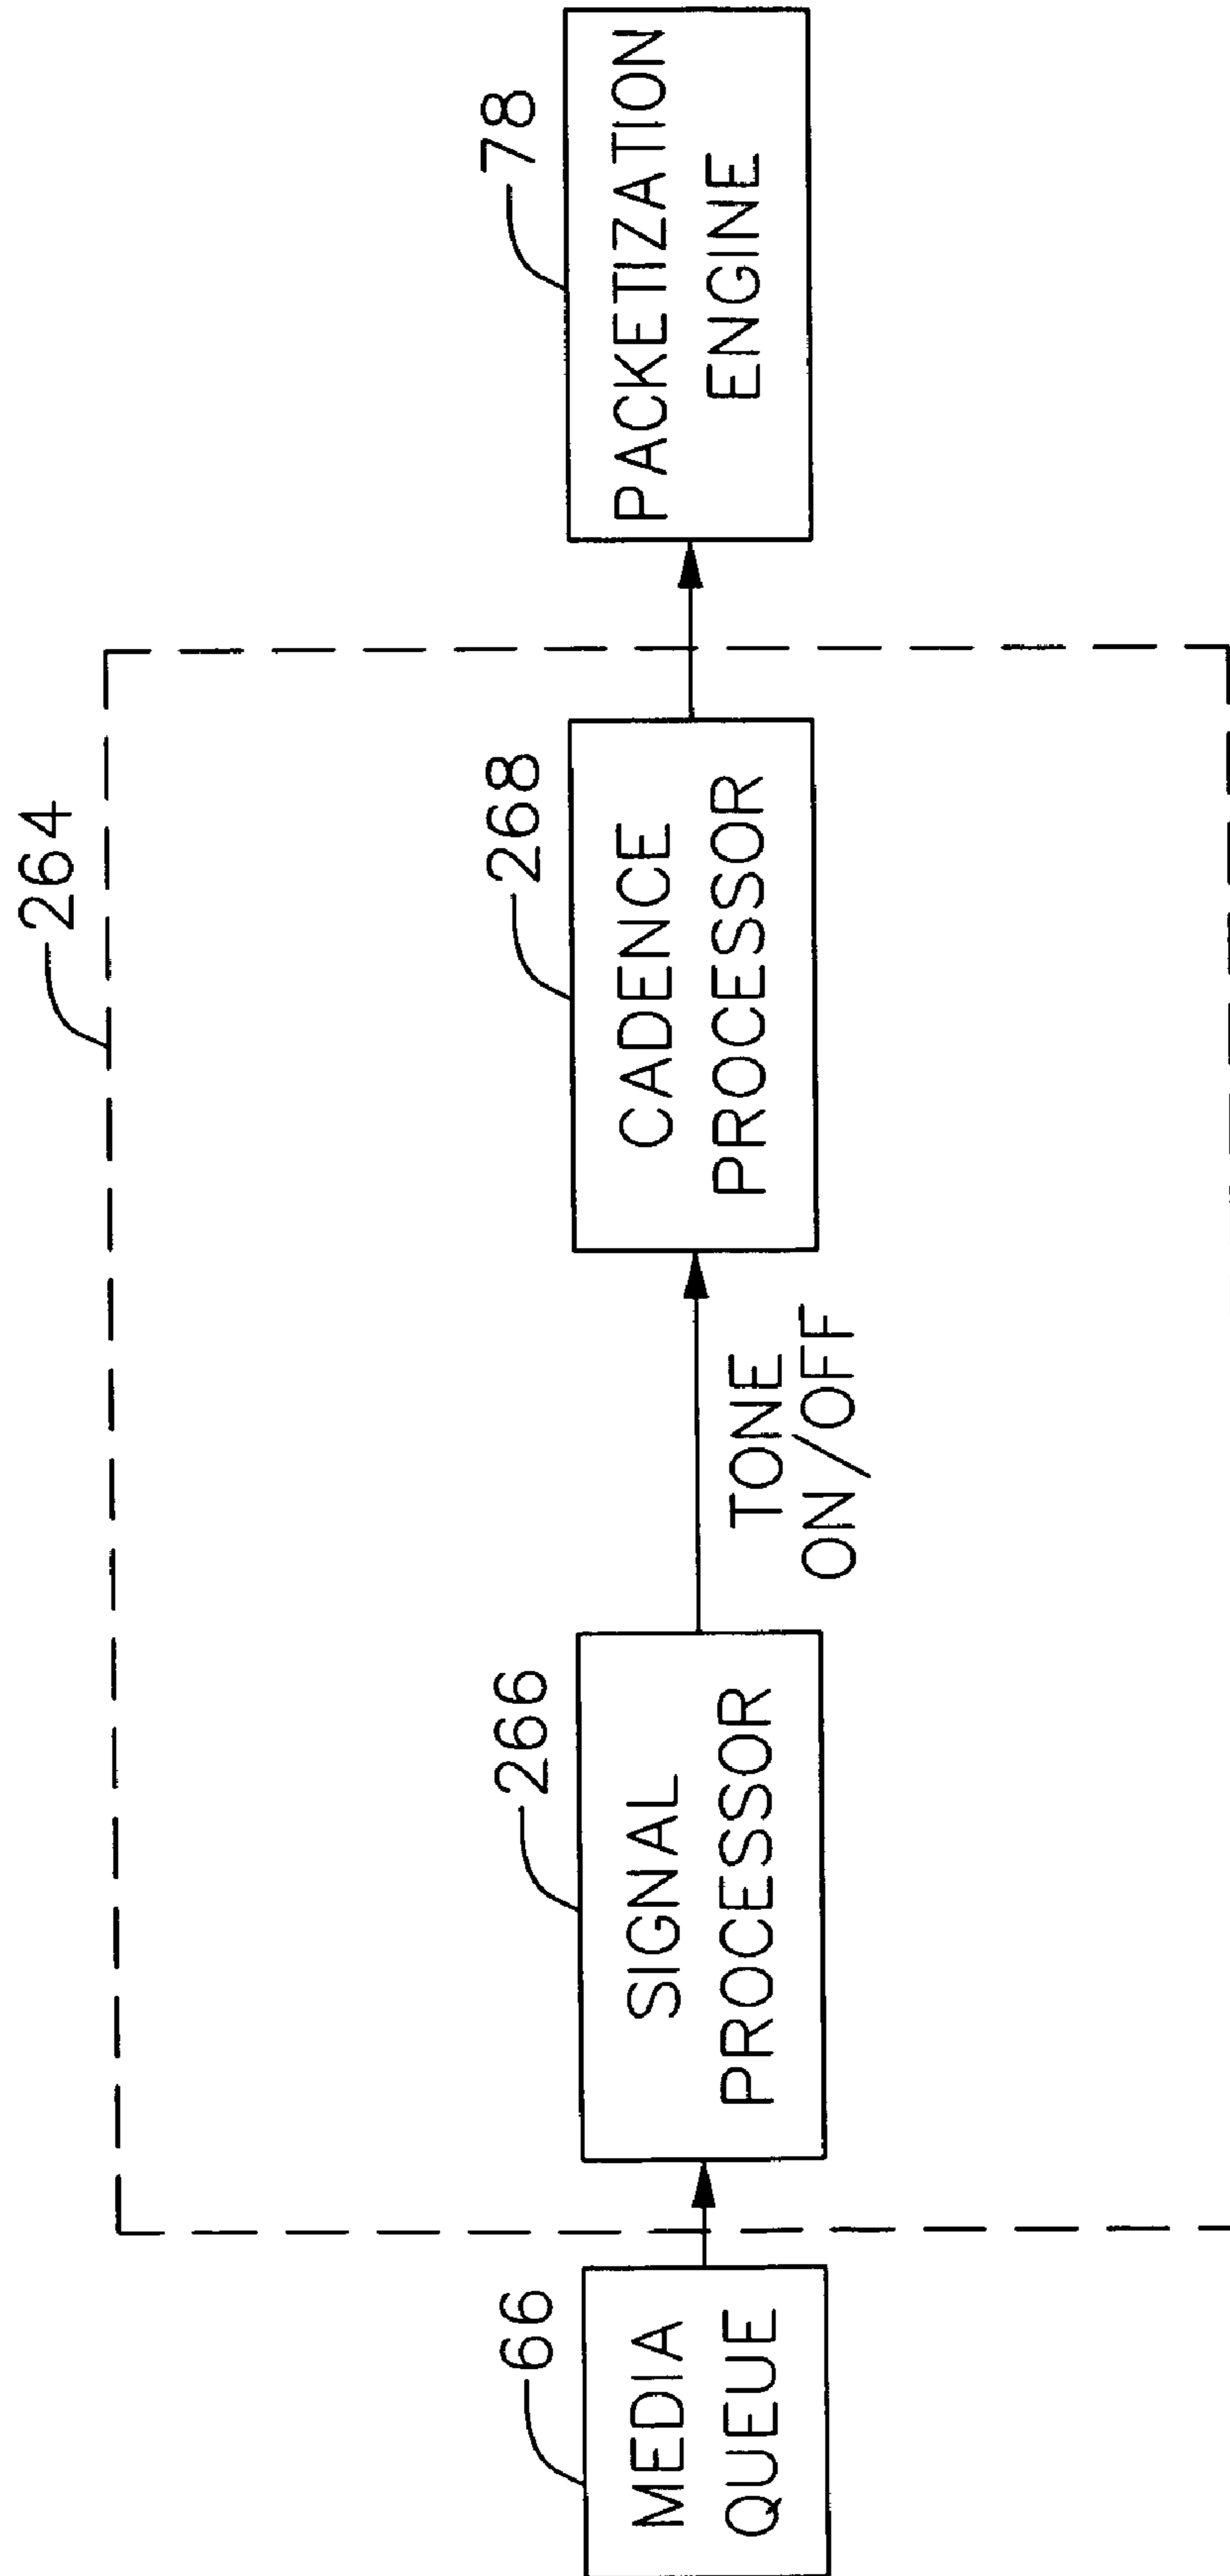 264
66
MEDIA
QUEUE
266
SIGNAL
PROCESSOR
TONE
ON/OFF
268
CADENCE
PROCESSOR
78
PACKETIZATION
ENGINE